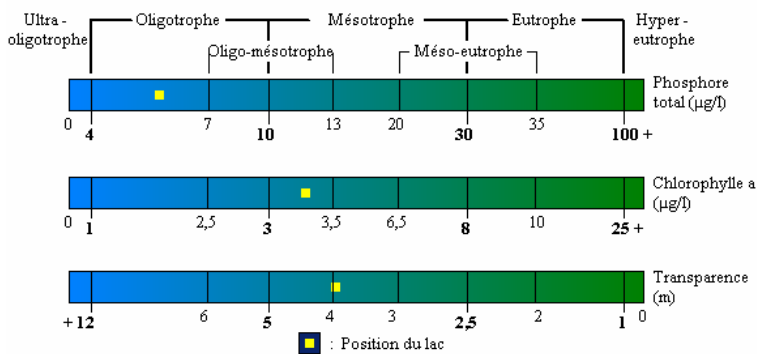 Ultra-
oligotrophe
Oligotrophe
Mésotrophe
Eutrophe
Hyper-
eutrophe
Oligo-mésotrophe
Méso-eutrophe
Phosphore
total (µg/l)
0 4 7 10 13 20 30 35 100 +
Chlorophylle a
(µg/l)
0 1 2,5 3 3,5 6,5 8 10 25 +
Transparence
(m)
+ 12 6 5 4 3 2,5 2 1 0
: Position du lac